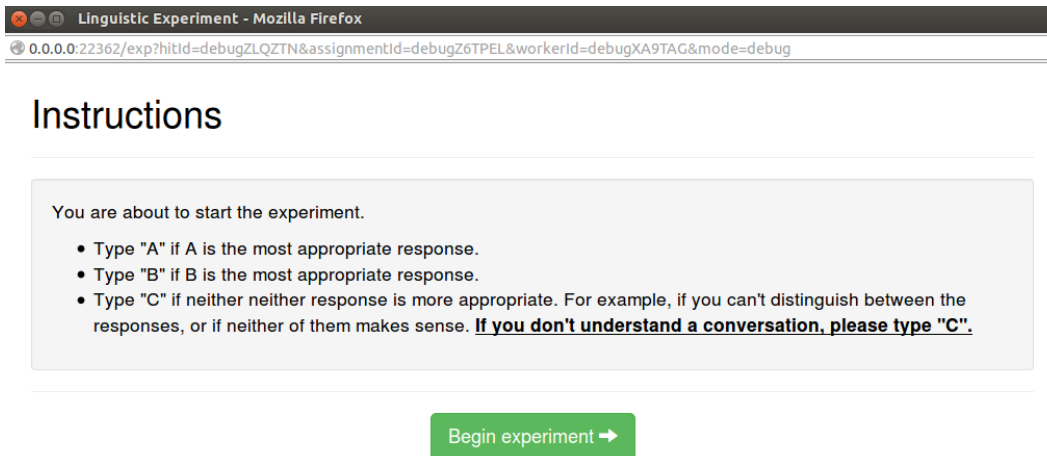 Linguistic Experiment - Mozilla Firefox
0.0.0.0:22362/exp?hitId=debugZLQZTN&assignmentId=debugZ6TPEL&workerId=debugXA9TAG&mode=debug
Instructions
You are about to start the experiment.
• Type "A" if A is the most appropriate response.
• Type "B" if B is the most appropriate response.
• Type "C" if neither neither response is more appropriate. For example, if you can't distinguish between the
responses, or if neither of them makes sense. If you don't understand a conversation, please type "C".
Begin experiment ➔